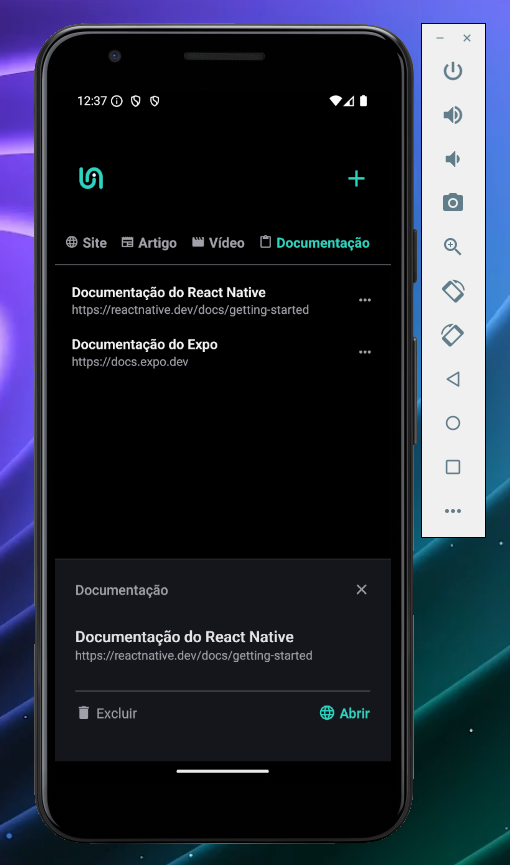 12:37
Site Artigo Vídeo Documentação
Documentação do React Native
https://reactnative.dev/docs/getting-started
Documentação do Expo
https://docs.expo.dev
Documentação
Documentação do React Native
https://reactnative.dev/docs/getting-started
Excluir Abrir